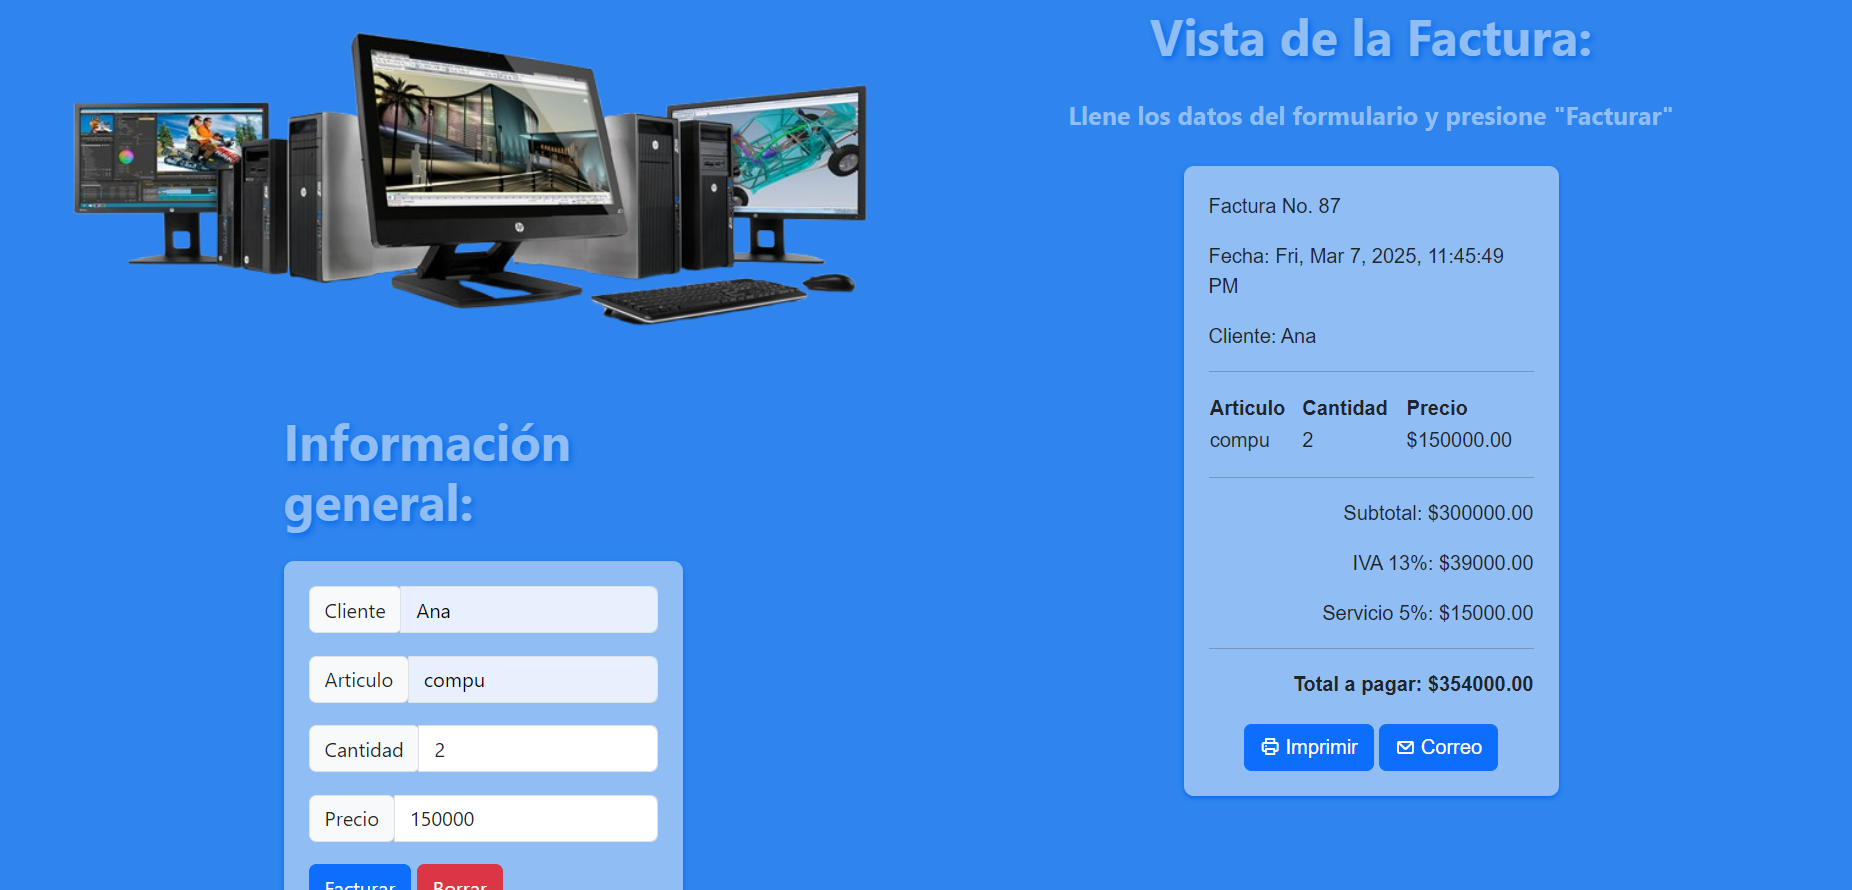 Información
general:
Cliente Ana
Articulo compu
Cantidad 2
Precio 150000
Facturar Borrar
Vista de la Factura:
Llene los datos del formulario y presione "Facturar"
Factura No. 87
Fecha: Fri, Mar 7, 2025, 11:45:49
PM
Cliente: Ana
Articulo Cantidad Precio
compu 2 $150000.00
Subtotal: $300000.00
IVA 13%: $39000.00
Servicio 5%: $15000.00
Total a pagar: $354000.00
Imprimir Correo